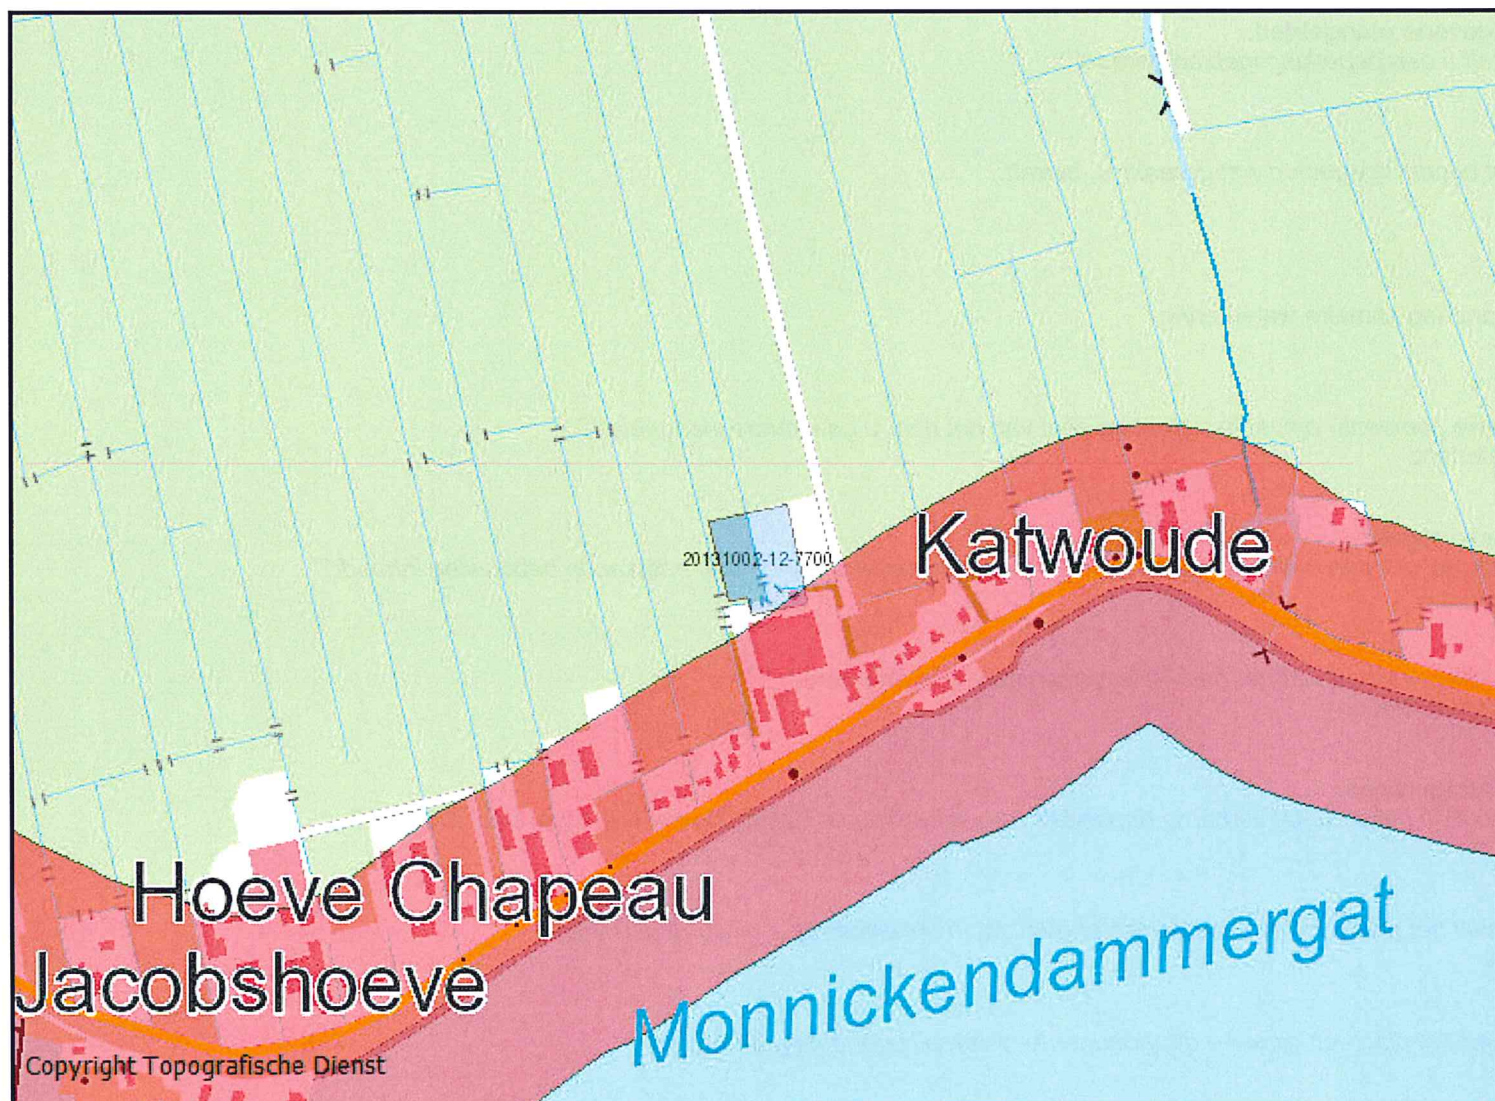 20131002-12-7700
Katwoude
Hoeve Chapeau
Jacobshoeve
Monnickendammergat
Copyright Topografische Dienst